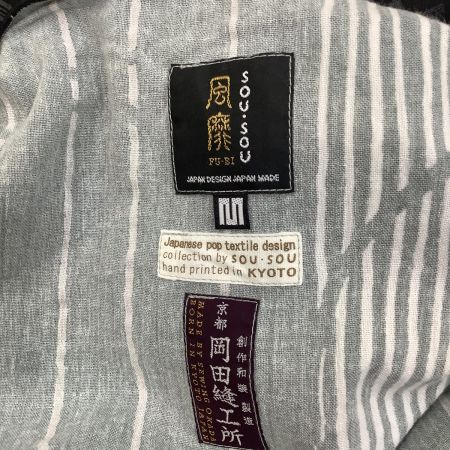 風靡
FU-BI
SOU・SOU
JAPAN DESIGN JAPAN MADE
M
Japanese pop textile design
collection by SOU・SOU
hand printed in KYOTO
創作和装製造
岡田縫工所
京都
MADE BY SEWING OKADA
BORN IN KYOTO JAPAN